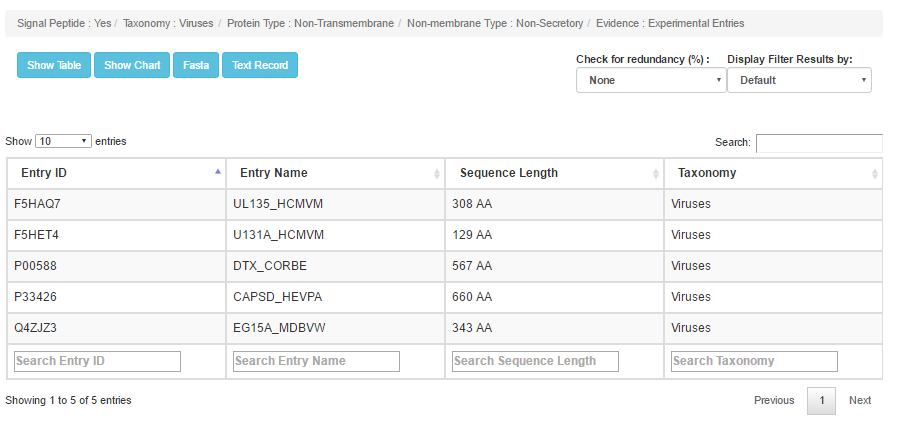 Signal Peptide : Yes / Taxonomy : Viruses / Protein Type : Non-Transmembrane / Non-membrane Type : Non-Secretory / Evidence : Experimental Entries
Show Table Show Chart Fasta Text Record
Check for redundancy (%) : Display Filter Results by:
None Default
Show 10 entries Search:
Entry ID Entry Name Sequence Length Taxonomy
F5HAQ7 UL135_HCMVM 308 AA Viruses
F5HET4 U131A_HCMVM 129 AA Viruses
P00588 DTX_CORBE 567 AA Viruses
P33426 CAPSD_HEVPA 660 AA Viruses
Q4ZJZ3 EG15A_MDBVW 343 AA Viruses
Search Entry ID Search Entry Name Search Sequence Length Search Taxonomy
Showing 1 to 5 of 5 entries Previous 1 Next